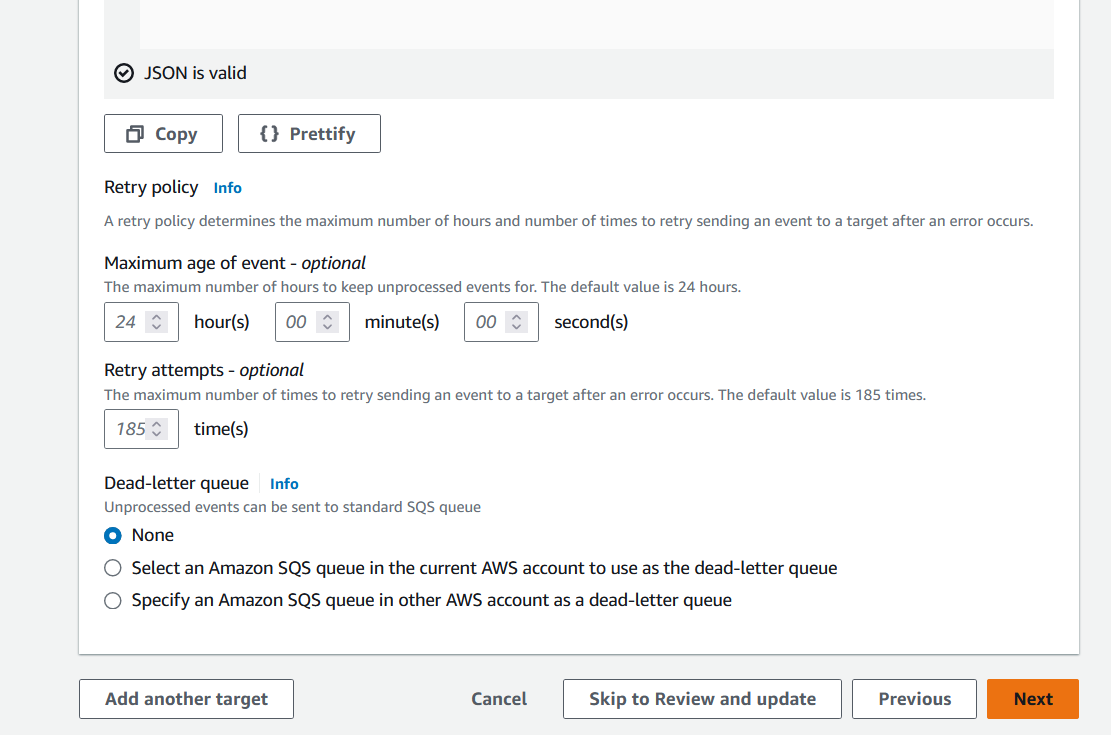 JSON is valid
Copy
{ } Prettify
Retry policy Info
A retry policy determines the maximum number of hours and number of times to retry sending an event to a target after an error occurs.
Maximum age of event - optional
The maximum number of hours to keep unprocessed events for. The default value is 24 hours.
24 hour(s) 00 minute(s) 00 second(s)
Retry attempts - optional
The maximum number of times to retry sending an event to a target after an error occurs. The default value is 185 times.
185 time(s)
Dead-letter queue Info
Unprocessed events can be sent to standard SQS queue
None
Select an Amazon SQS queue in the current AWS account to use as the dead-letter queue
Specify an Amazon SQS queue in other AWS account as a dead-letter queue
Add another target Cancel Skip to Review and update Previous Next